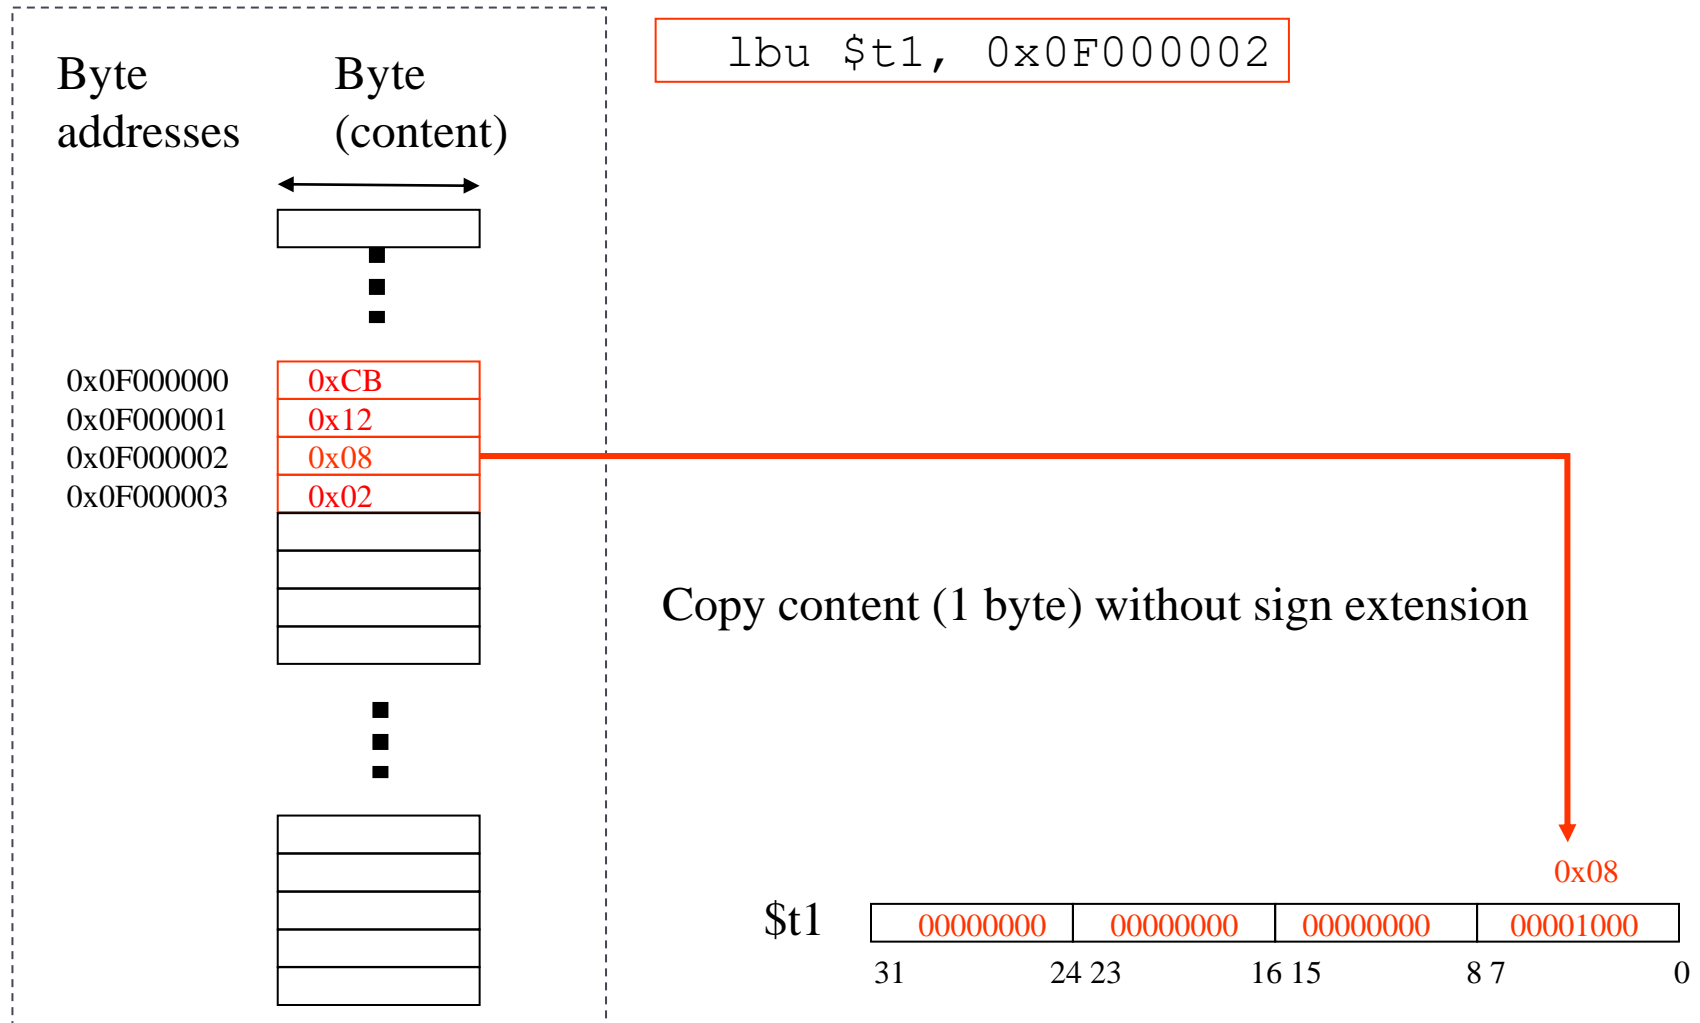 lbu $t1, 0x0F000002
Byte addresses
Byte (content)
0x0F000000 0xCB
0x0F000001 0x12
0x0F000002 0x08
0x0F000003 0x02
Copy content (1 byte) without sign extension
0x08
$t1 00000000 00000000 00000000 00001000
31 24 23 16 15 8 7 0